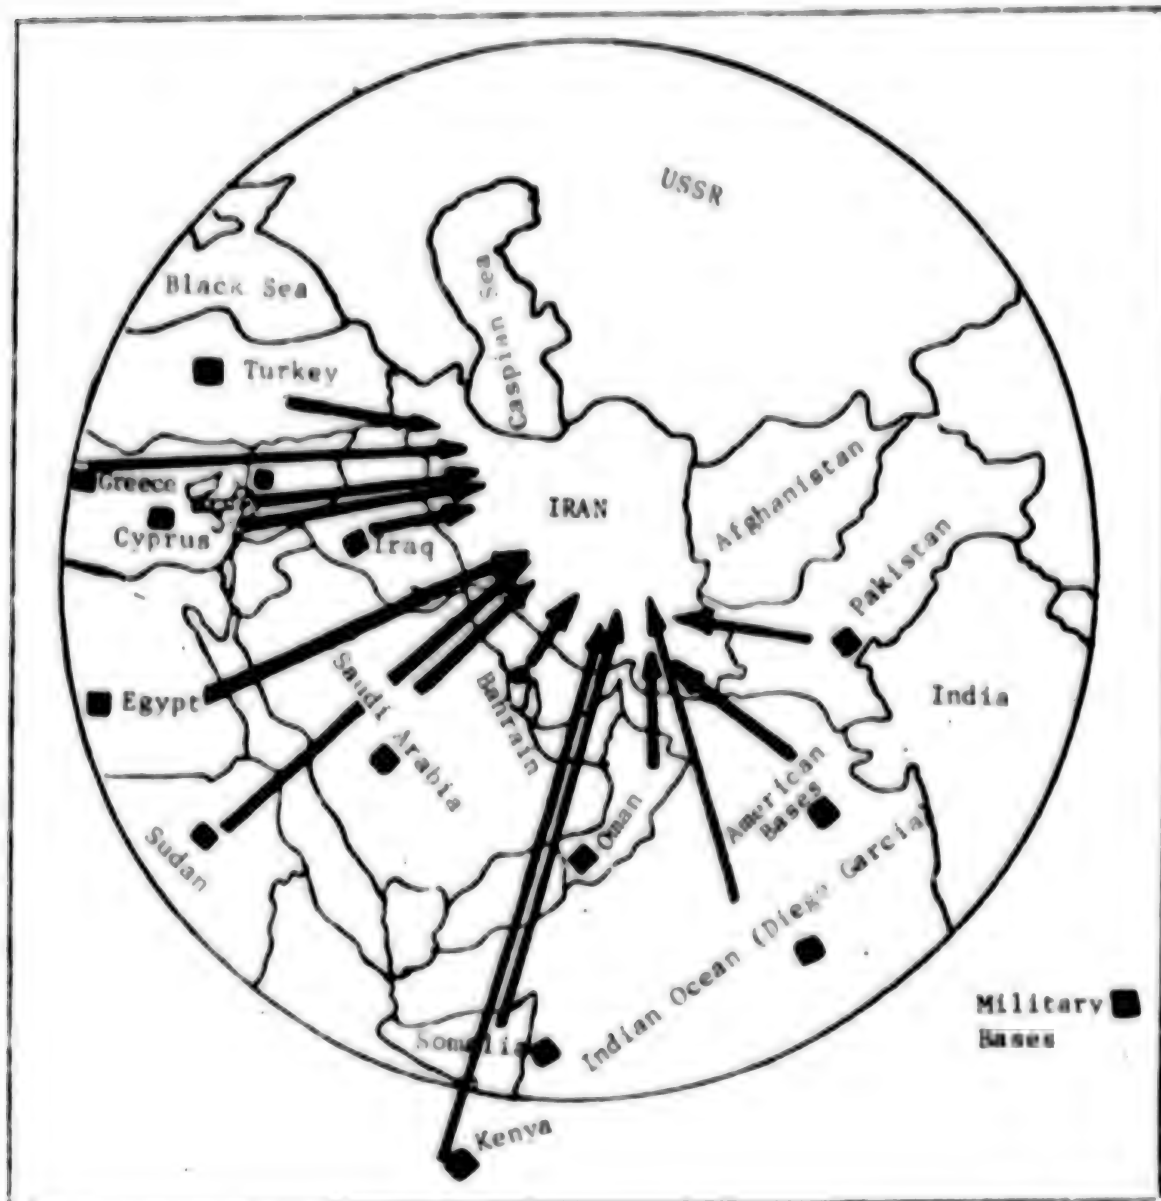 USSR
Black Sea
Caspian Sea
Turkey
Greece
Cyprus
Iraq
IRAN
Afghanistan
Pakistan
India
Egypt
Saudi Arabia
Bahrain
Sudan
Oman
American
Bases
Indian Ocean (Diego Garcia)
Somalia
Kenya
Military
Bases